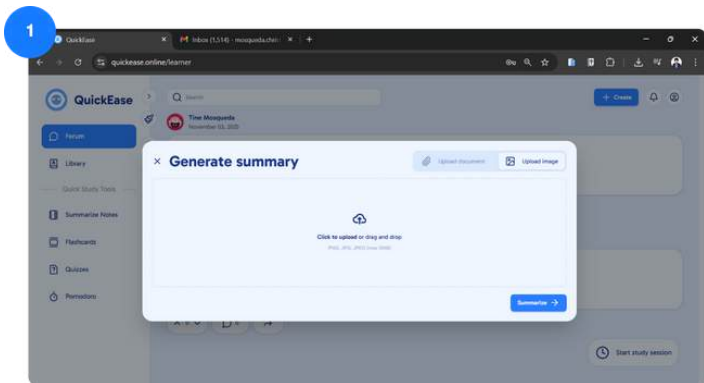 1
QuickEase
Inbox (1,514) - mosqueda.chri
quickease.online/learner
QuickEase
Search
Create
Tine Mosqueda
November 03, 2025
Forum
Library
Quick Study Tools
Summarize Notes
Flashcards
Quizzes
Pomodoro
Generate summary
Upload document
Upload image
Click to upload or drag and drop
Summarize
Start study session